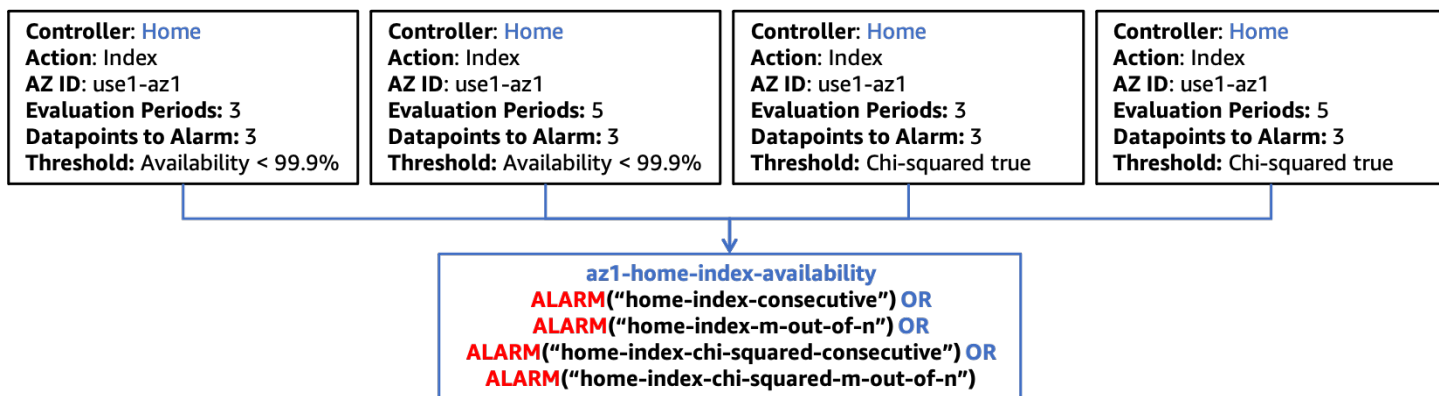 Controller: Home
Action: Index
AZ ID: use1-az1
Evaluation Periods: 3
Datapoints to Alarm: 3
Threshold: Availability < 99.9%
Controller: Home
Action: Index
AZ ID: use1-az1
Evaluation Periods: 5
Datapoints to Alarm: 3
Threshold: Availability < 99.9%
Controller: Home
Action: Index
AZ ID: use1-az1
Evaluation Periods: 3
Datapoints to Alarm: 3
Threshold: Chi-squared true
Controller: Home
Action: Index
AZ ID: use1-az1
Evaluation Periods: 5
Datapoints to Alarm: 3
Threshold: Chi-squared true
az1-home-index-availability
ALARM(“home-index-consecutive”) OR
ALARM(“home-index-m-out-of-n”) OR
ALARM(“home-index-chi-squared-consecutive”) OR
ALARM(“home-index-chi-squared-m-out-of-n”)